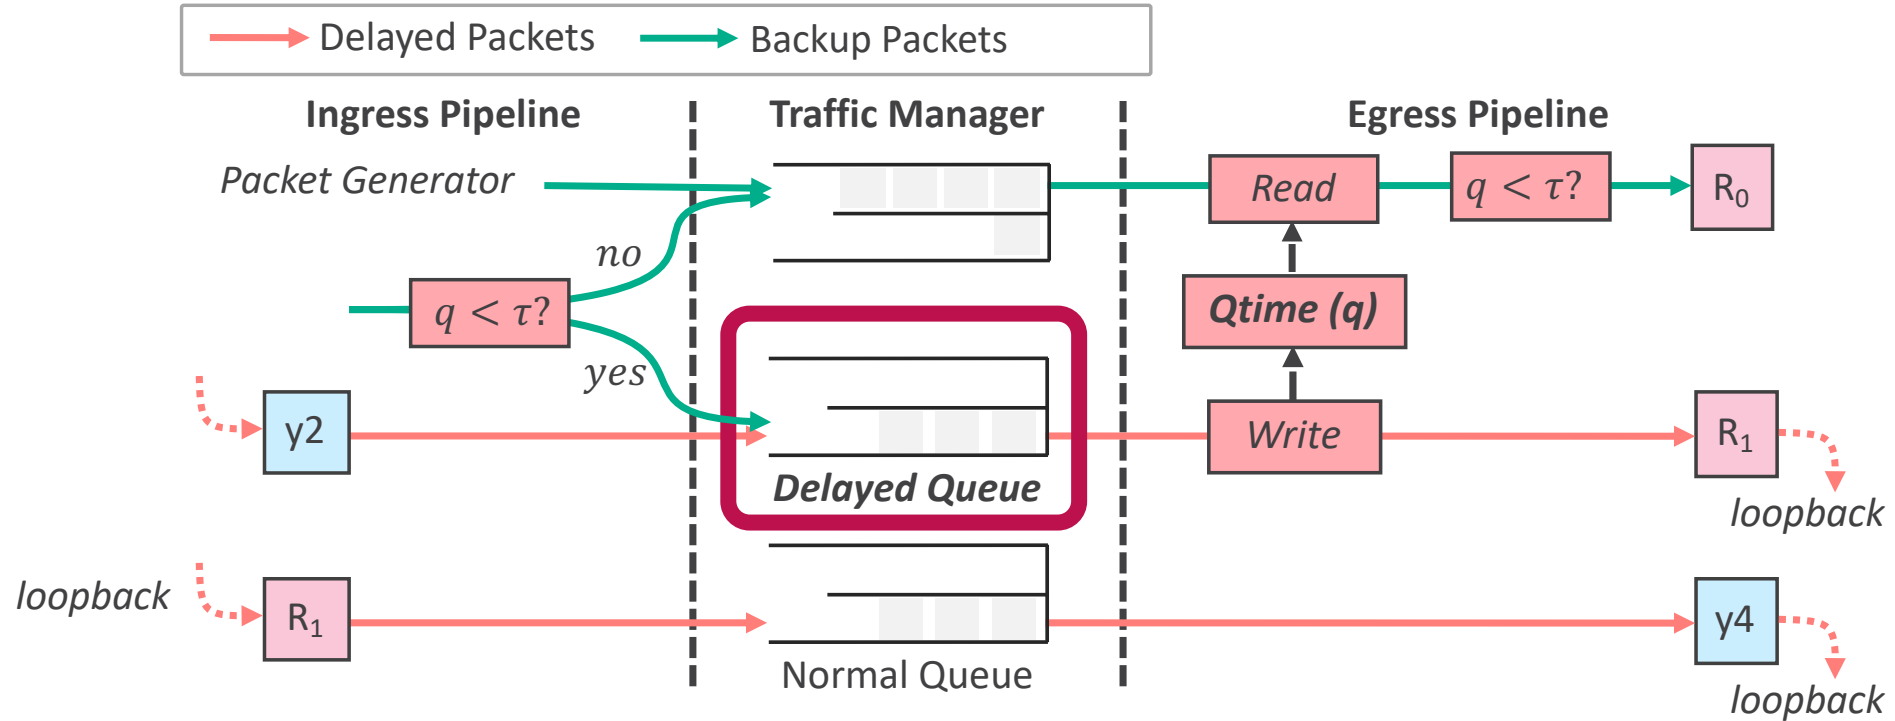 Delayed Packets
Backup Packets
Ingress Pipeline
Traffic Manager
Egress Pipeline
Packet Generator
Read
q < τ?
R₀
no
q < τ?
Qtime (q)
yes
y2
Write
R₁
Delayed Queue
loopback
loopback
R₁
y4
Normal Queue
loopback